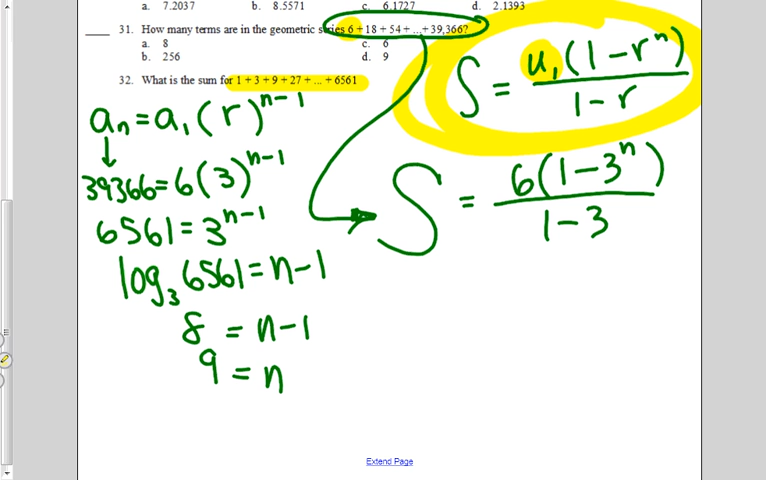 a. 7.2037 b. 8.5571 c. 6.1727 d. 2.1393
31. How many terms are in the geometric series 6 + 18 + 54 + ... + 39,366?
a. 8 c. 6
b. 256 d. 9
32. What is the sum for 1 + 3 + 9 + 27 + ... + 6561
S = u₁(1-rⁿ) / 1-r
aₙ = a₁(r)ⁿ⁻¹
39366 = 6(3)ⁿ⁻¹
S = 6(1-3ⁿ) / 1-3
6561 = 3ⁿ⁻¹
log₃ 6561 = n-1
8 = n-1
9 = n
Extend Page